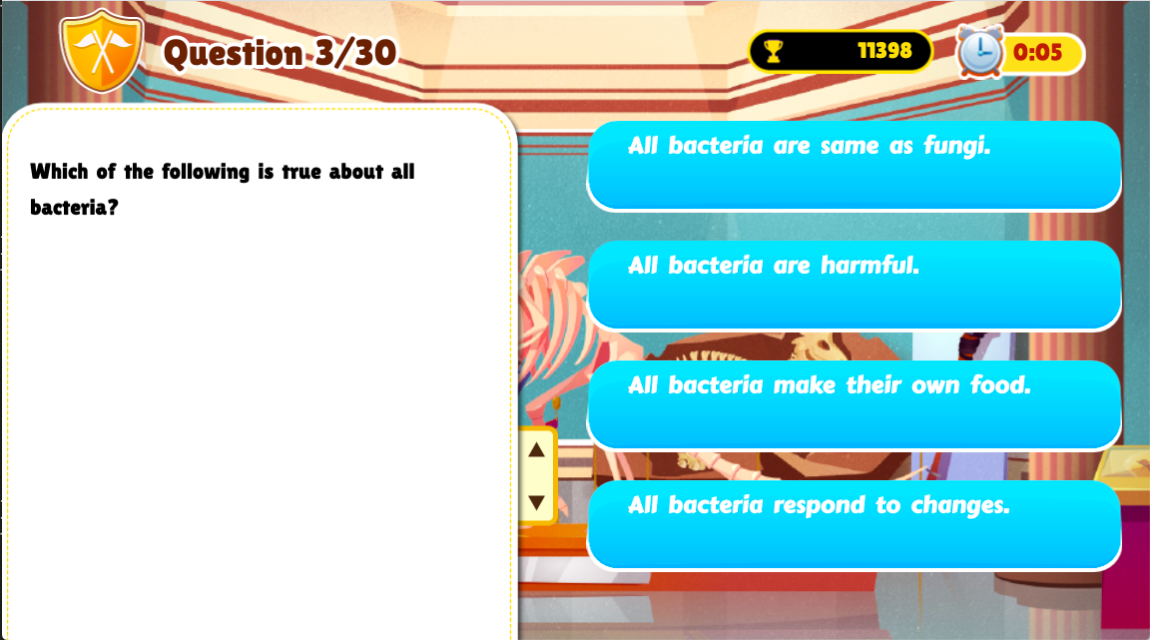 Question 3/30
11398
0:05
Which of the following is true about all
bacteria?
All bacteria are same as fungi.
All bacteria are harmful.
All bacteria make their own food.
All bacteria respond to changes.